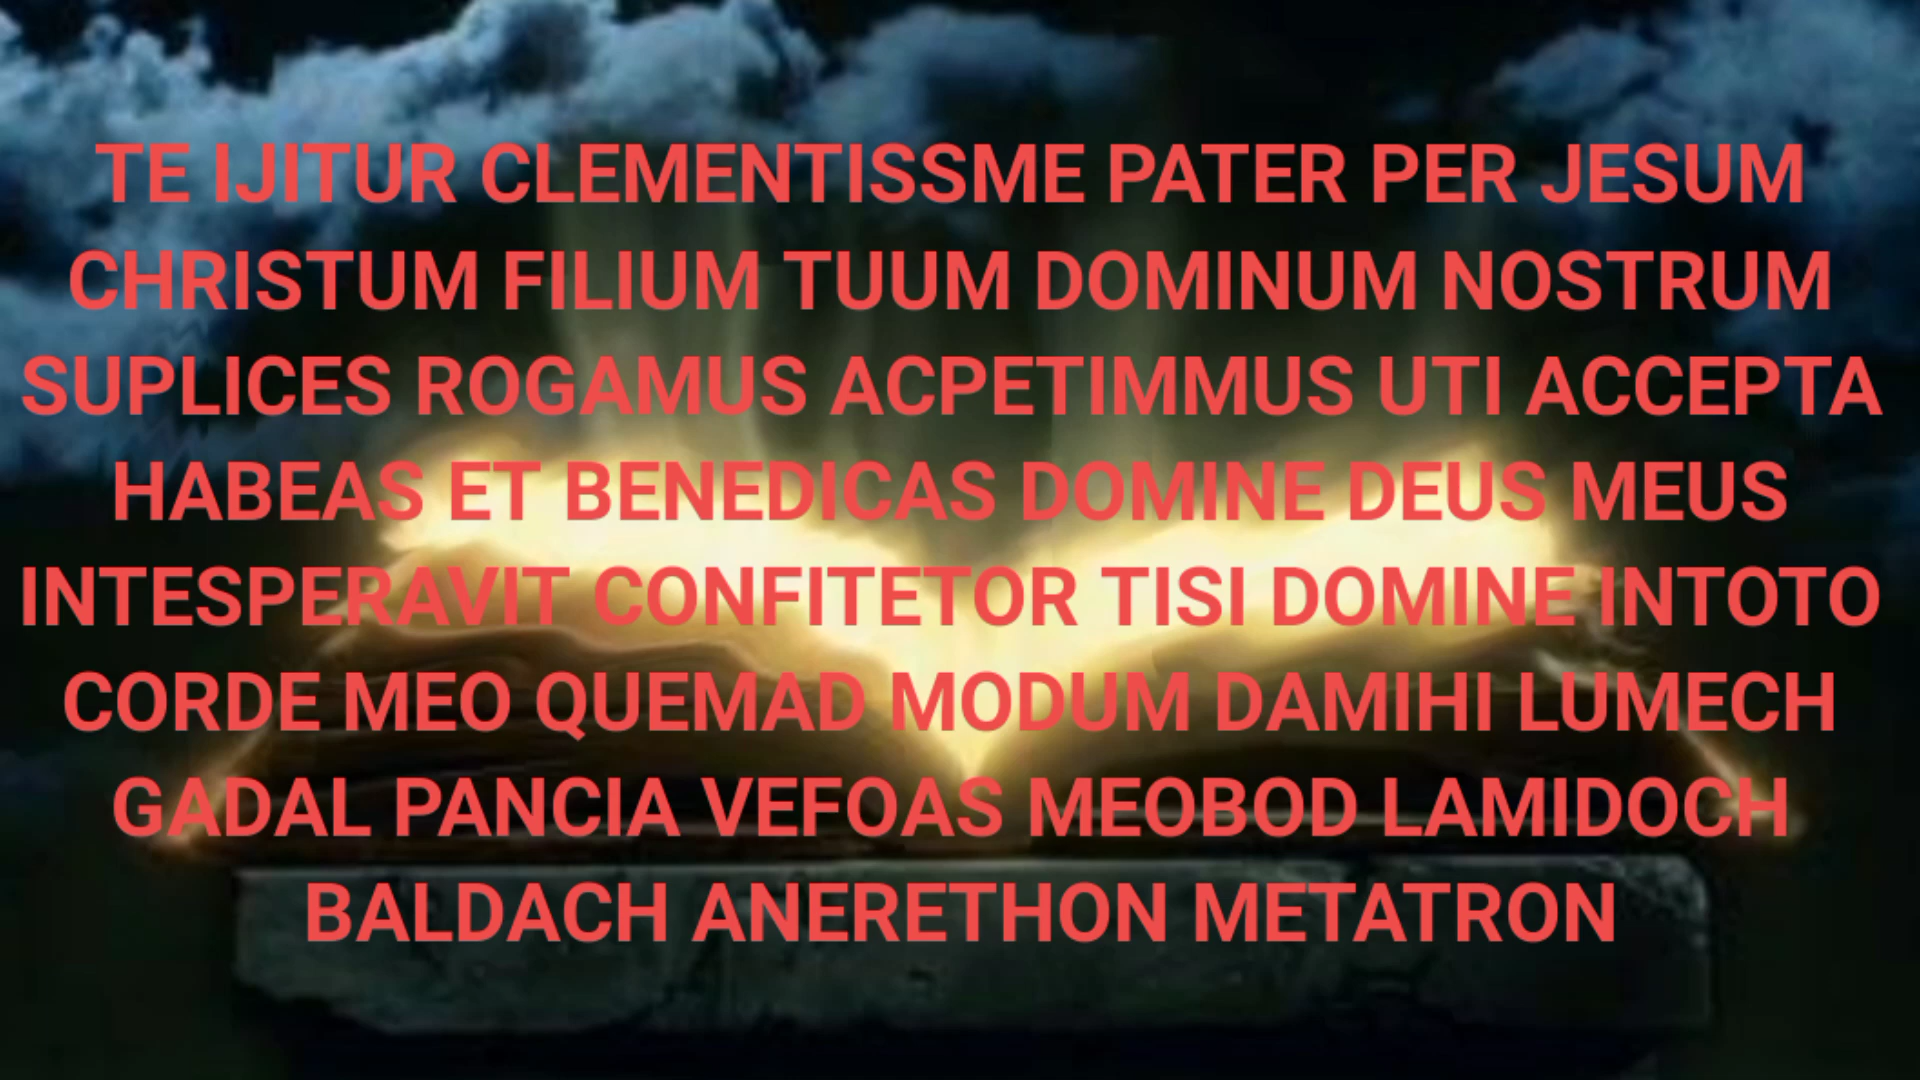 TE IJITUR CLEMENTISSME PATER PER JESUM
CHRISTUM FILIUM TUUM DOMINUM NOSTRUM
SUPLICES ROGAMUS ACPETIMMUS UTI ACCEPTA
HABEAS ET BENEDICAS DOMINE DEUS MEUS
INTESPERAVIT CONFITETOR TISI DOMINE INTOTO
CORDE MEO QUEMAD MODUM DAMIHI LUMECH
GADAL PANCIA VEFOAS MEOBOD LAMIDOCH
BALDACH ANERETHON METATRON